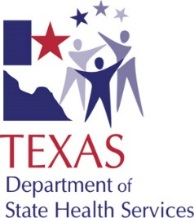 TEXAS
Department of
State Health Services